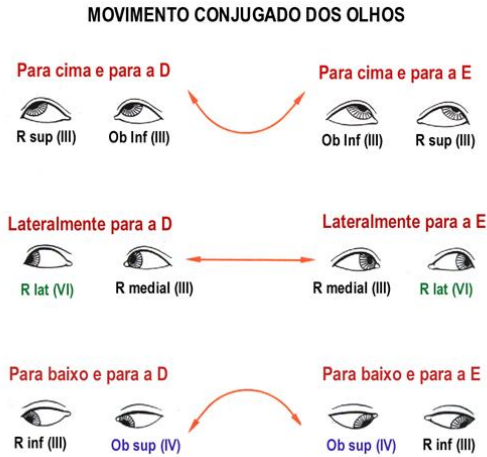 MOVIMENTO CONJUGADO DOS OLHOS
Para cima e para a D
Para cima e para a E
R sup (III) Ob Inf (III)
Ob Inf (III) R sup (III)
Lateralmente para a D
Lateralmente para a E
R lat (VI) R medial (III)
R medial (III) R lat (VI)
Para baixo e para a D
Para baixo e para a E
R inf (III) Ob sup (IV)
Ob sup (IV) R inf (III)